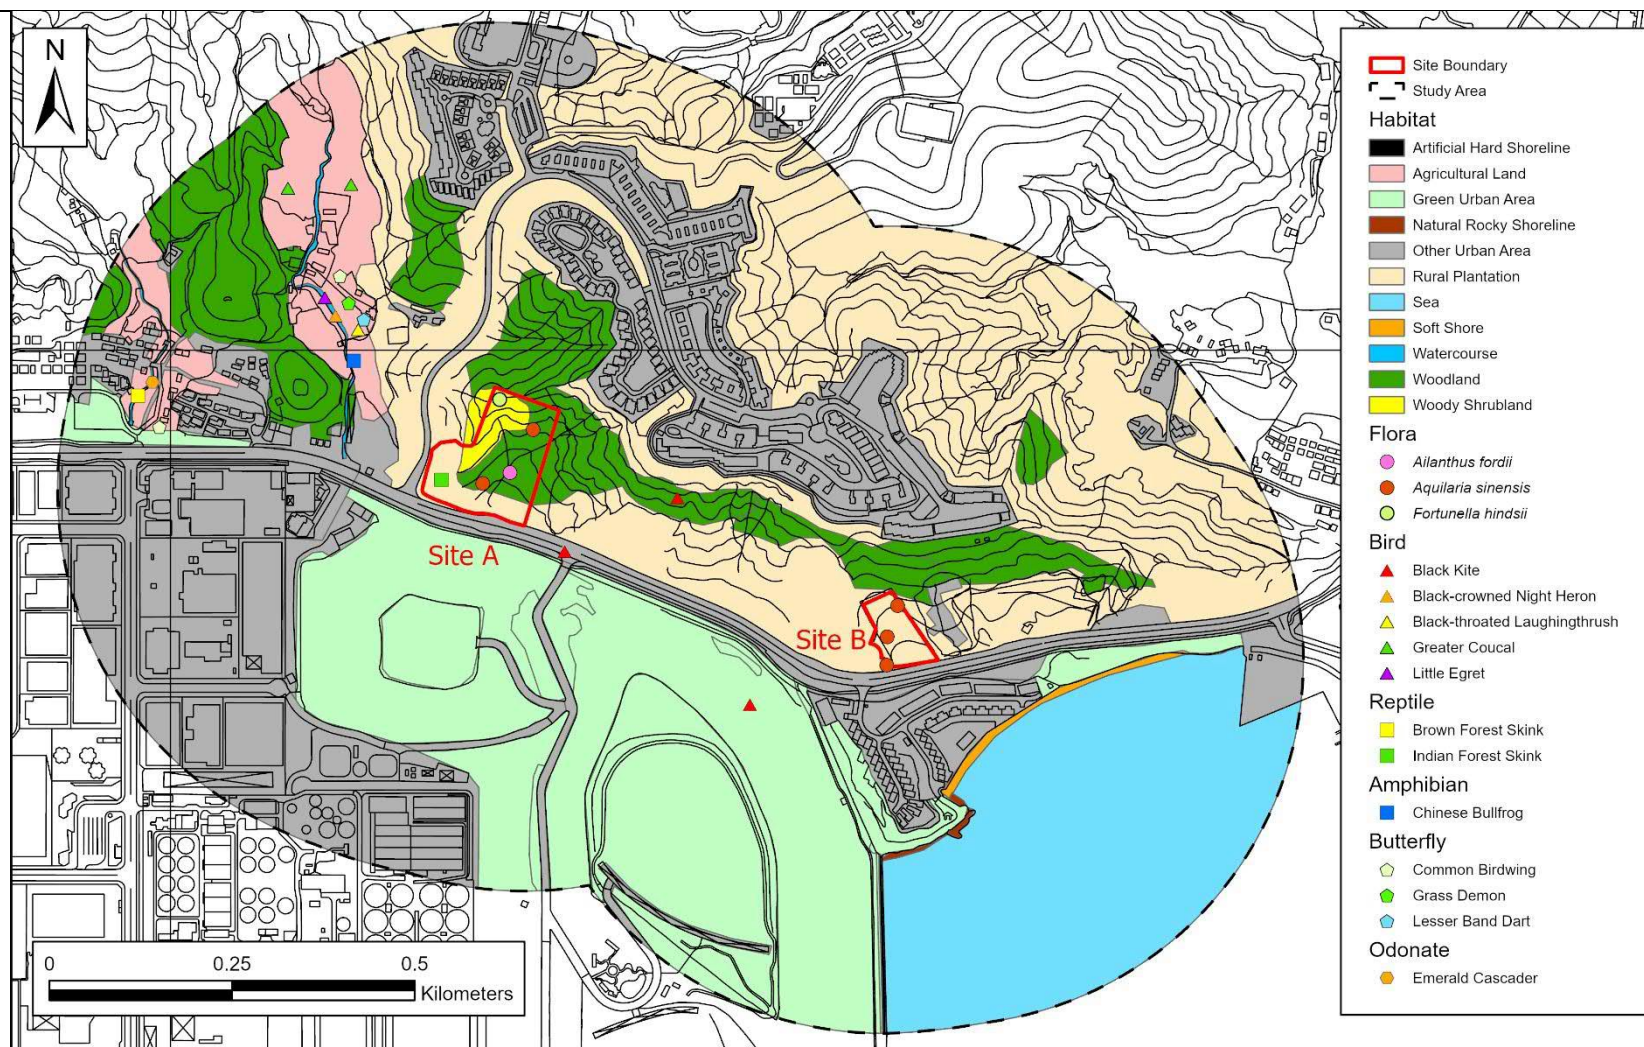 N
Site A
Site B
0 0.25 0.5
Kilometers
Site Boundary
Study Area
Habitat
Artificial Hard Shoreline
Agricultural Land
Green Urban Area
Natural Rocky Shoreline
Other Urban Area
Rural Plantation
Sea
Soft Shore
Watercourse
Woodland
Woody Shrubland
Flora
Ailanthus fordii
Aquilaria sinensis
Fortunella hindsii
Bird
Black Kite
Black-crowned Night Heron
Black-throated Laughingthrush
Greater Coucal
Little Egret
Reptile
Brown Forest Skink
Indian Forest Skink
Amphibian
Chinese Bullfrog
Butterfly
Common Birdwing
Grass Demon
Lesser Band Dart
Odonate
Emerald Cascader